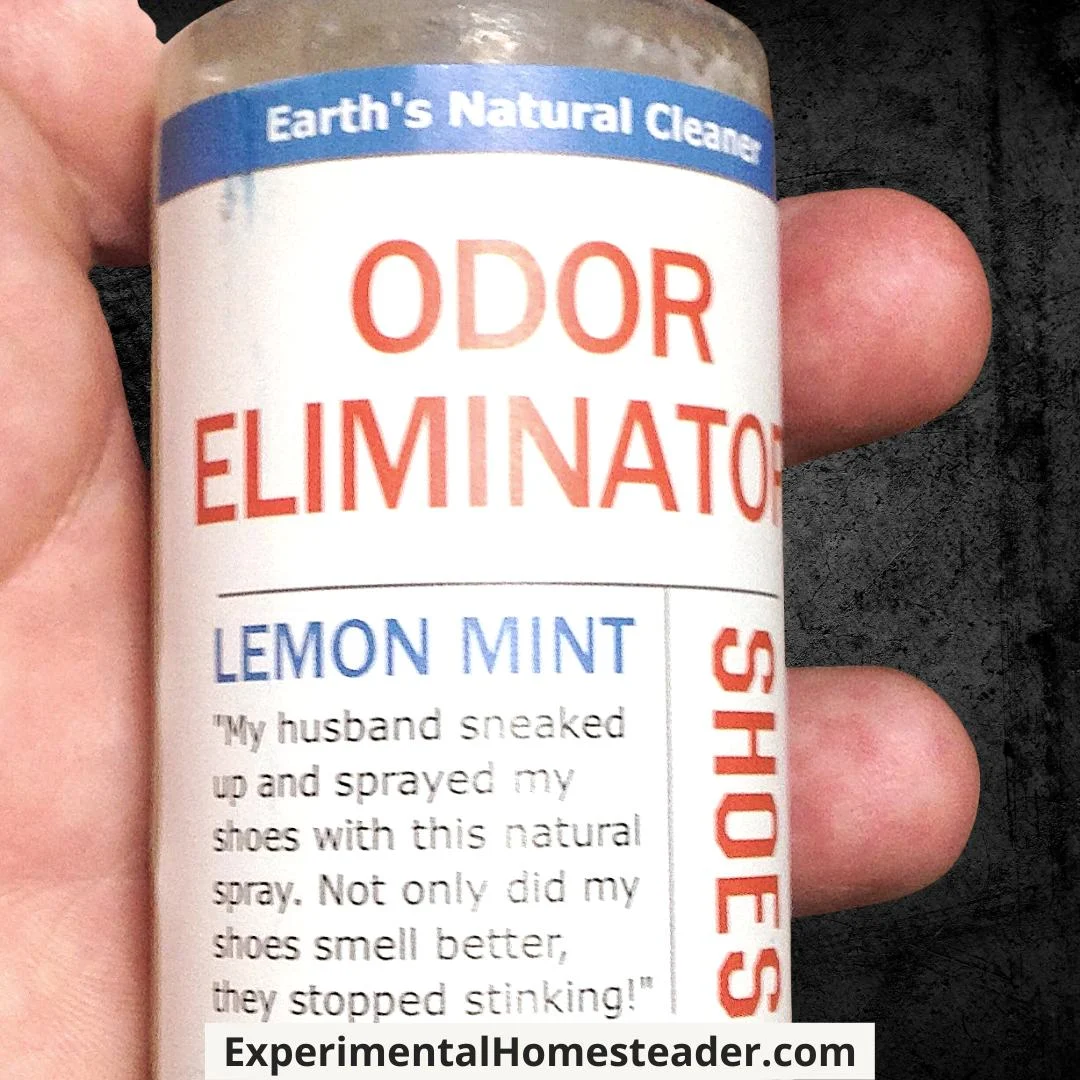 Earth's Natural Cleaner
ODOR
ELIMINATOR
LEMON MINT
"My husband sneaked
up and sprayed my
shoes with this natural
spray. Not only did my
shoes smell better,
they stopped stinking!"
SHOES
ExperimentalHomesteader.com